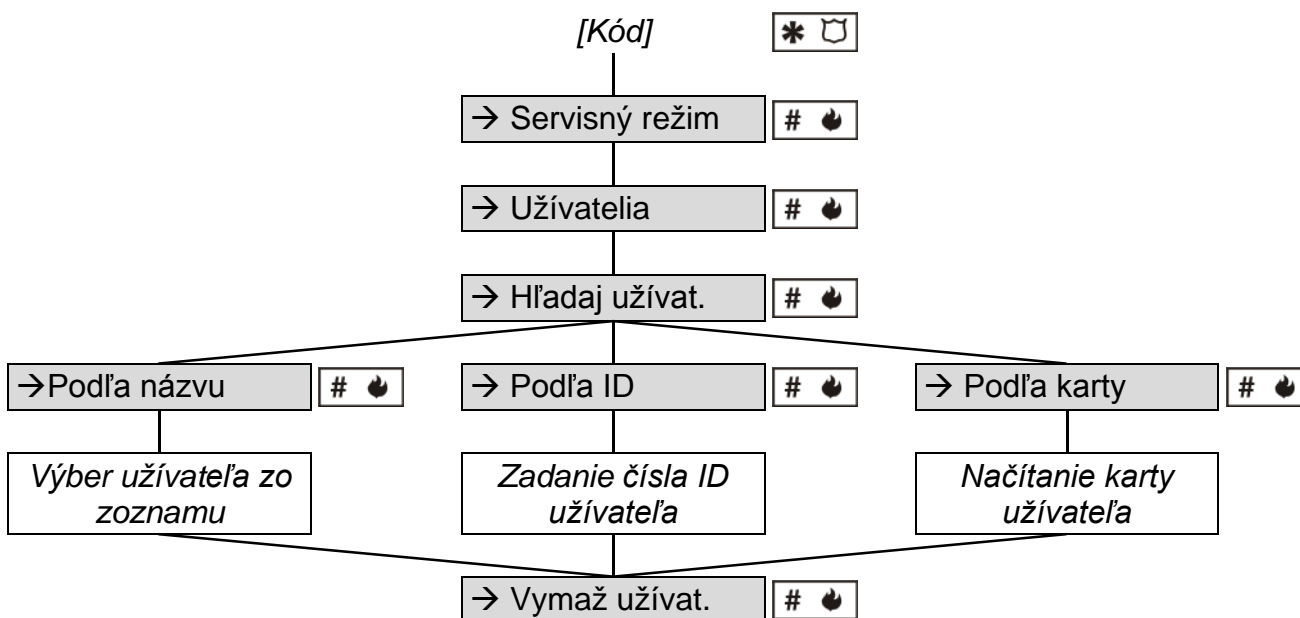 [Kód] *
→ Servisný režim #
→ Užívatelia #
→ Hľadaj užívat. #
→Podľa názvu # → Podľa ID # → Podľa karty #
Výber užívateľa zo Zadanie čísla ID Načítanie karty
zoznamu užívateľa užívateľa
→ Vymaž užívat. #